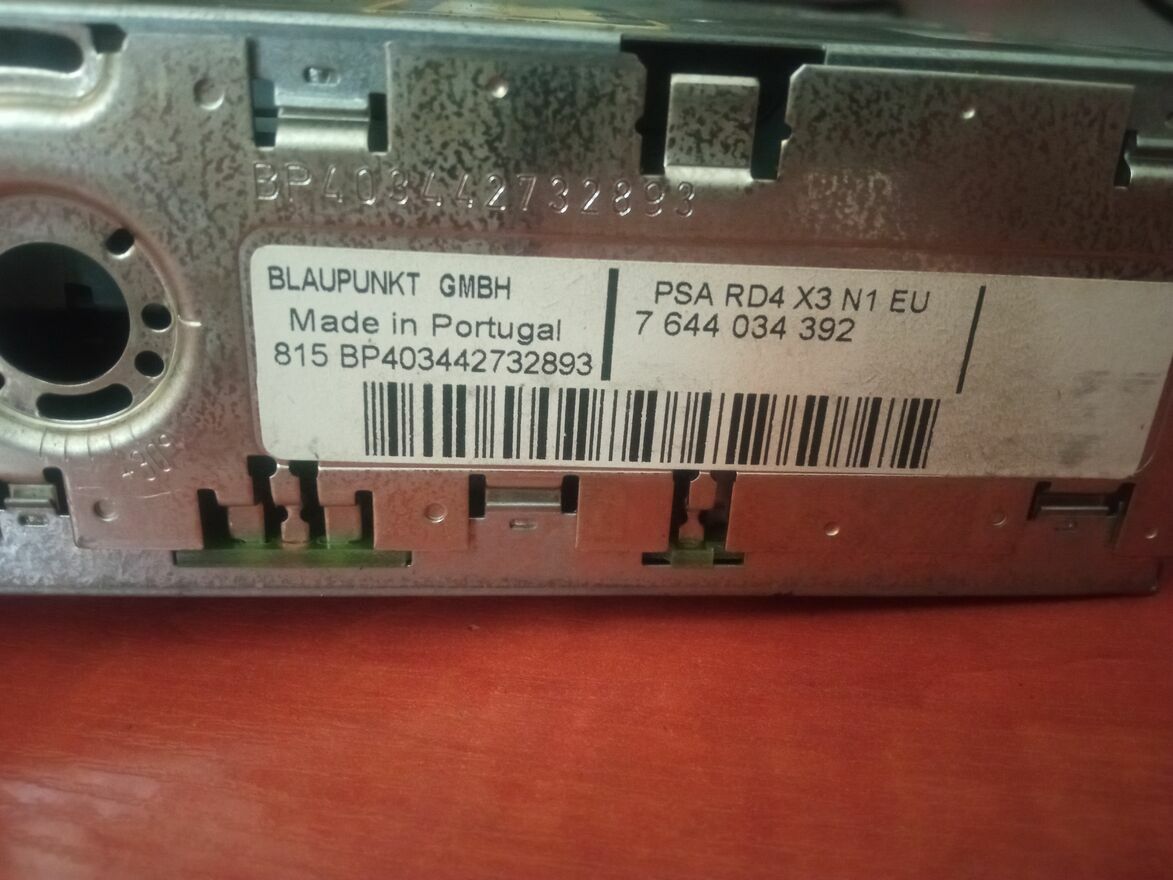 BP403442732893
BLAUPUNKT GMBH
Made in Portugal
815 BP403442732893
PSA RD4 X3 N1 EU
7 644 034 392